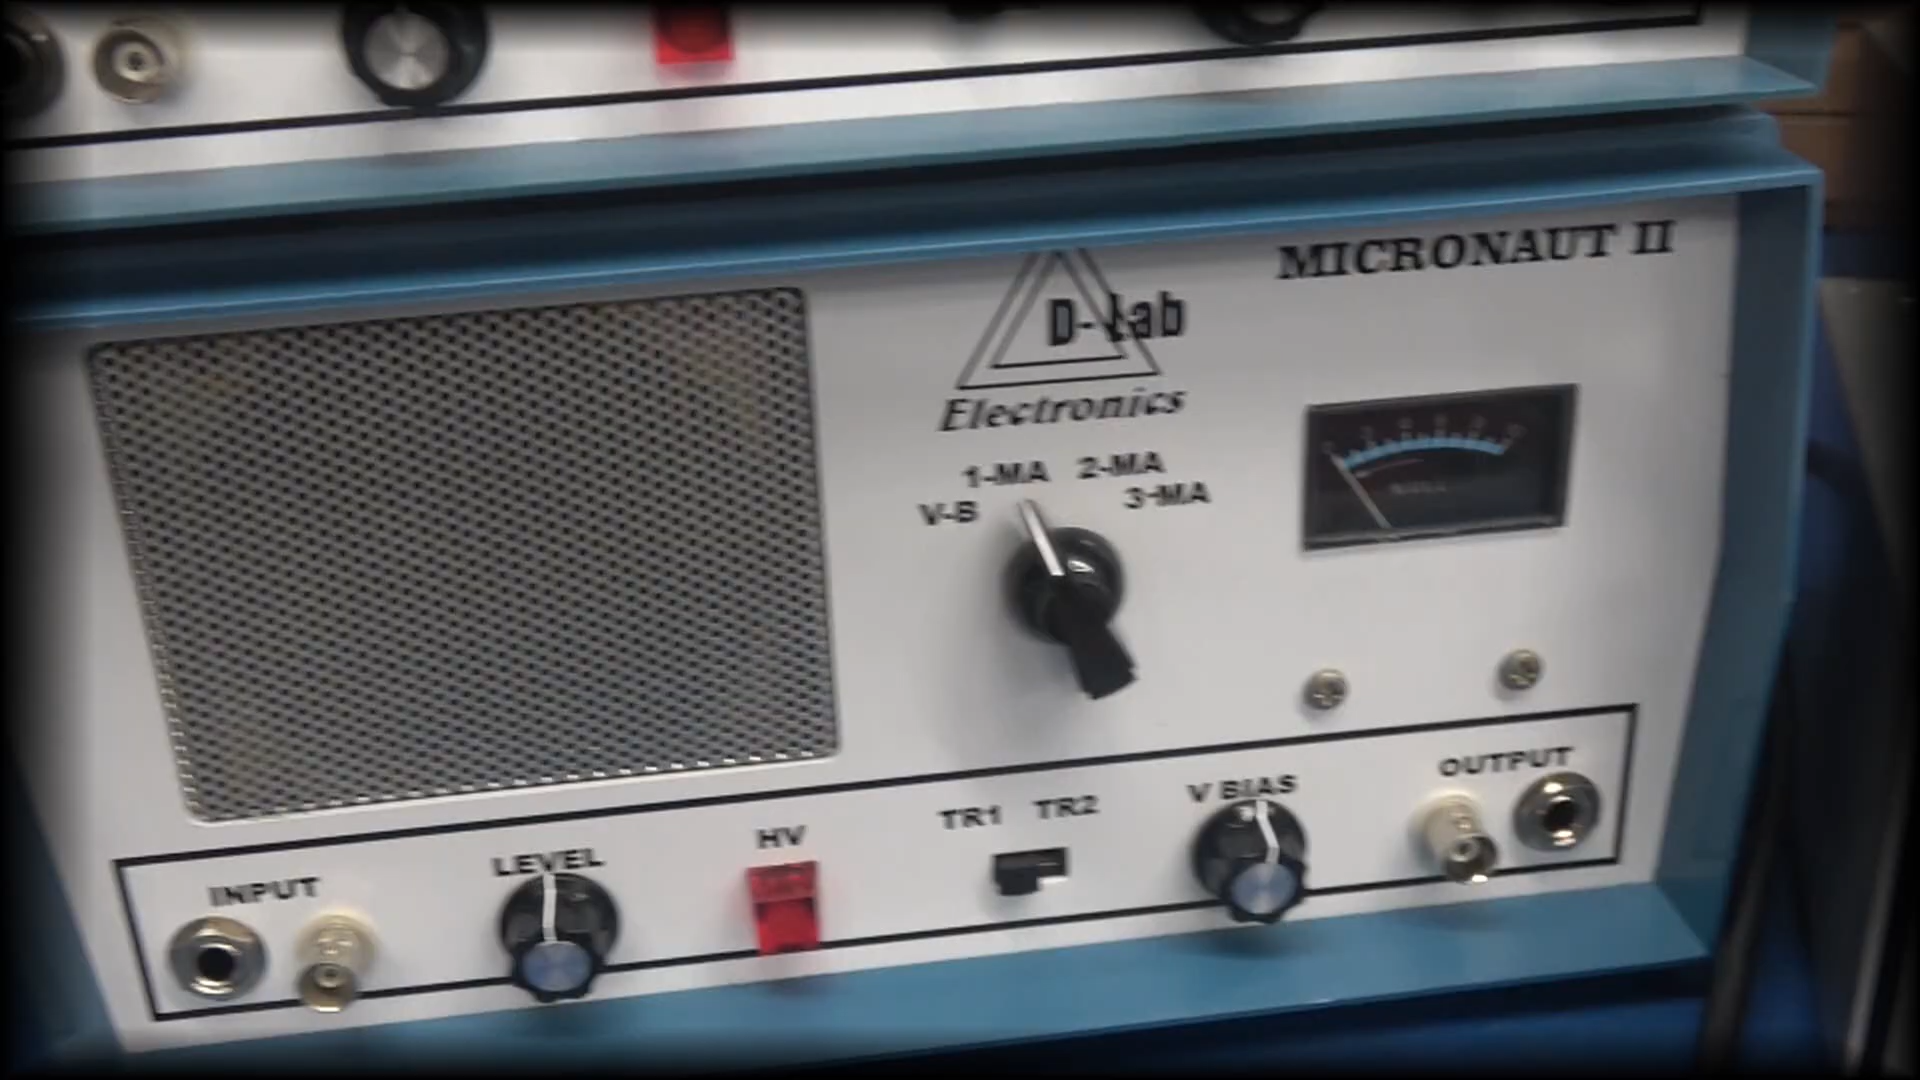 MICRONAUT II
D-Lab
Electronics
1-MA 2-MA
V-B 3-MA
INPUT
LEVEL
HV
TR1 TR2
V BIAS
OUTPUT